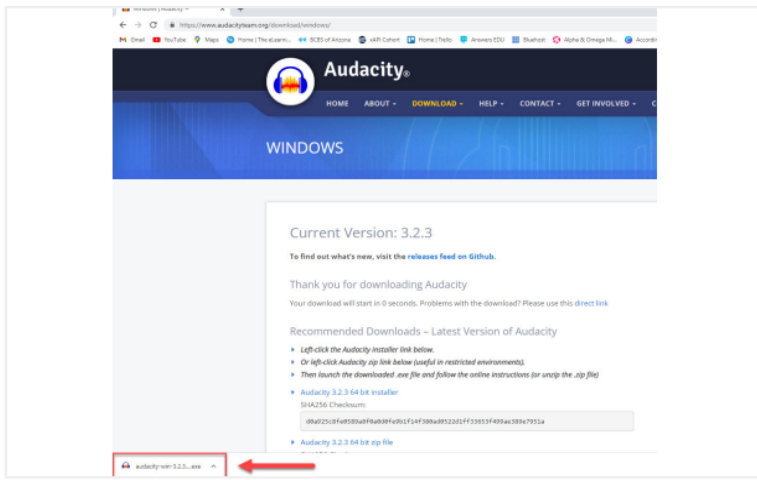 Windows | Audacity ®
https://www.audacityteam.org/download/windows/
Gmail YouTube Maps Home | The eLearni... BCBS of Arizona xAPI Cohort Home | Trello Answers EDU Bluehost Alpha & Omega Mi... Accordin
Audacity®
HOME ABOUT DOWNLOAD HELP CONTACT GET INVOLVED C
WINDOWS
Current Version: 3.2.3
To find out what's new, visit the releases feed on Github.
Thank you for downloading Audacity
Your download will start in 0 seconds. Problems with the download? Please use this direct link
Recommended Downloads – Latest Version of Audacity
Left-click the Audacity installer link below.
Or left-click Audacity zip link below (useful in restricted environments).
Then launch the downloaded .exe file and follow the online instructions (or unzip the .zip file)
Audacity 3.2.3 64 bit installer
SHA256 Checksum:
Audacity 3.2.3 64 bit zip file
audacity-win-3.2.3....exe